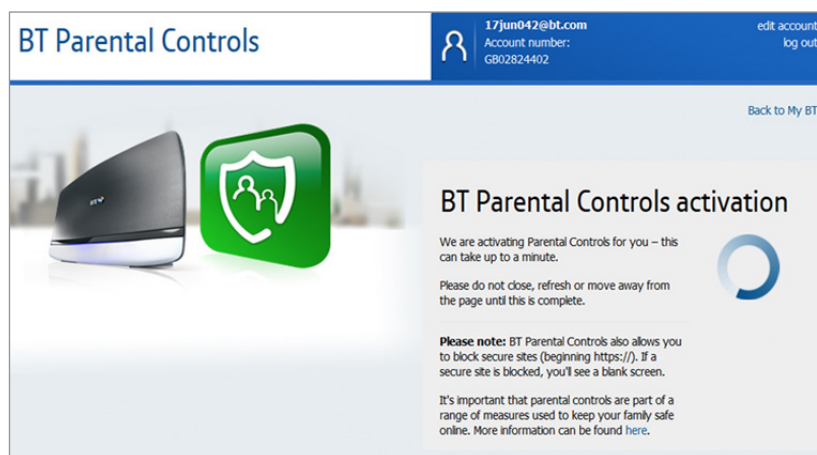 BT Parental Controls
17jun042@bt.com
Account number:
GB02824402
edit account
log out
Back to My BT
BT
BT Parental Controls activation
We are activating Parental Controls for you – this
can take up to a minute.
Please do not close, refresh or move away from
the page until this is complete.
Please note: BT Parental Controls also allows you
to block secure sites (beginning https://). If a
secure site is blocked, you'll see a blank screen.
It's important that parental controls are part of a
range of measures used to keep your family safe
online. More information can be found here.